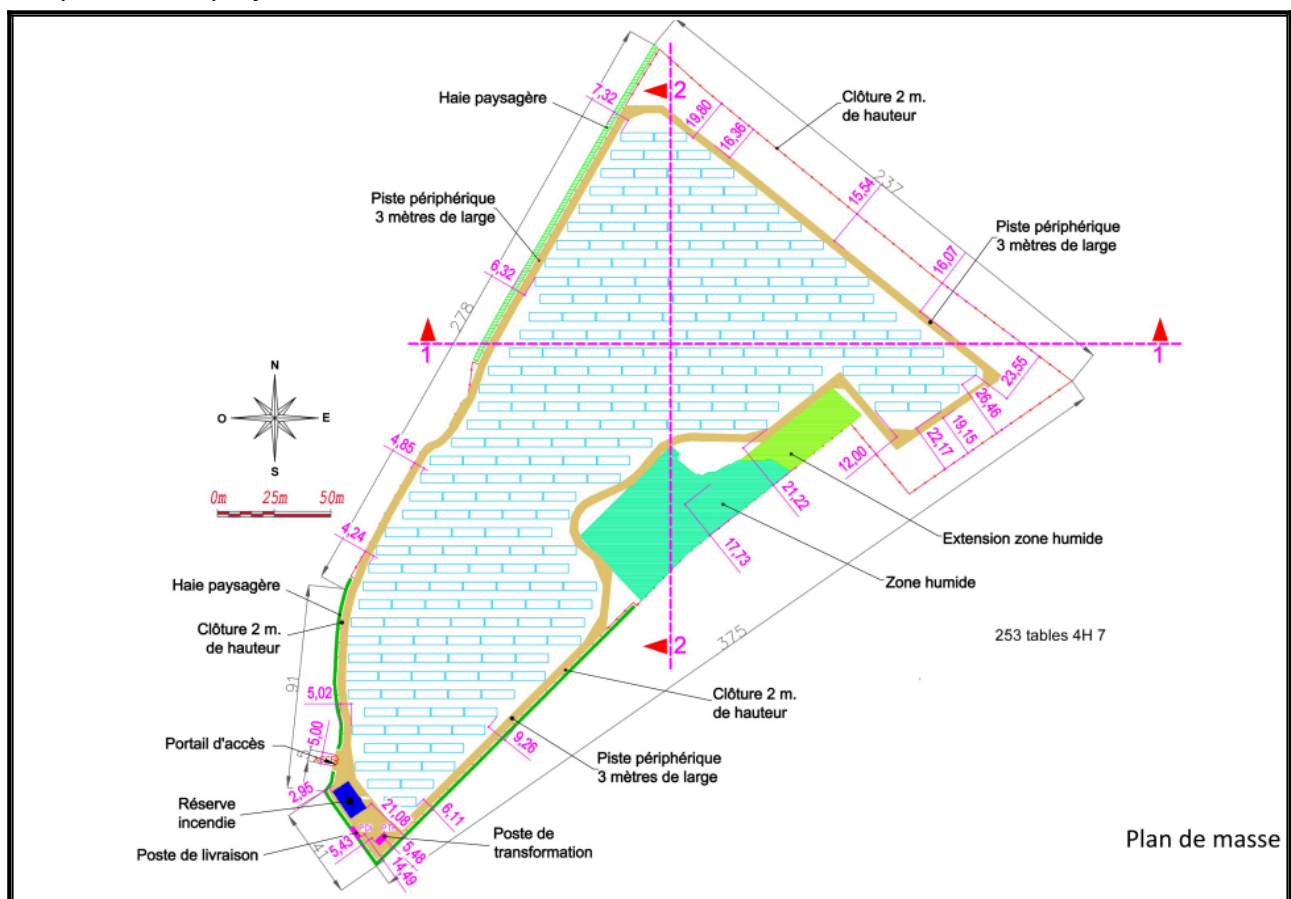 Haie paysagère
7,32
2
Clôture 2 m.
de hauteur
19,80
16,36
237
15,54
Piste périphérique
3 mètres de large
Piste périphérique
3 mètres de large
16,07
6,32
278
1
1
23,55
26,46
19,15
22,17
12,00
N
O
E
S
0m 25m 50m
4,85
21,22
17,73
Extension zone humide
4,24
Zone humide
Haie paysagère
Clôture 2 m.
de hauteur
2
375
253 tables 4H 7
91
5,02
Clôture 2 m.
de hauteur
5,00
Portail d'accès
9,26
Piste périphérique
3 mètres de large
2,95
Réserve
incendie
21,08
6,11
Poste de
transformation
5,43
5,48
Poste de livraison
41
14,49
Plan de masse